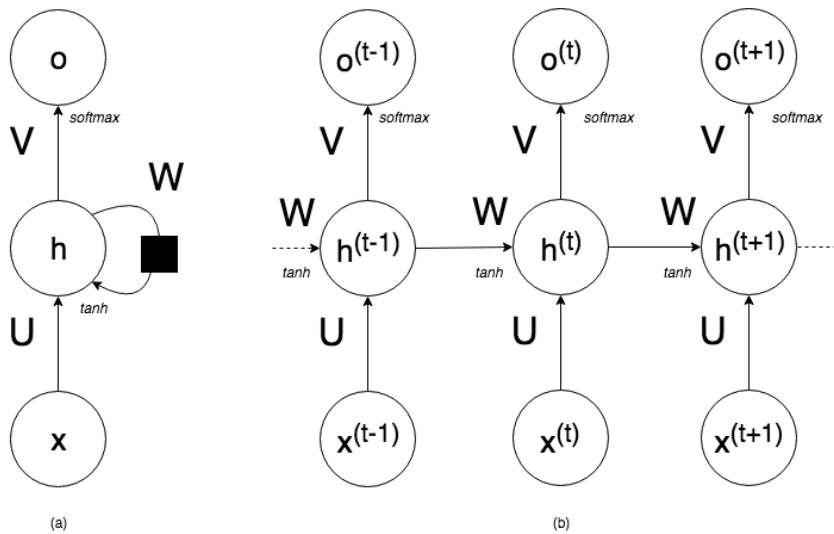 o
o(t-1)
o(t)
o(t+1)
softmax
softmax
softmax
softmax
V
V
V
V
W
W
W
W
h
h(t-1)
h(t)
h(t+1)
tanh
tanh
tanh
tanh
U
U
U
U
x
x(t-1)
x(t)
x(t+1)
(a)
(b)